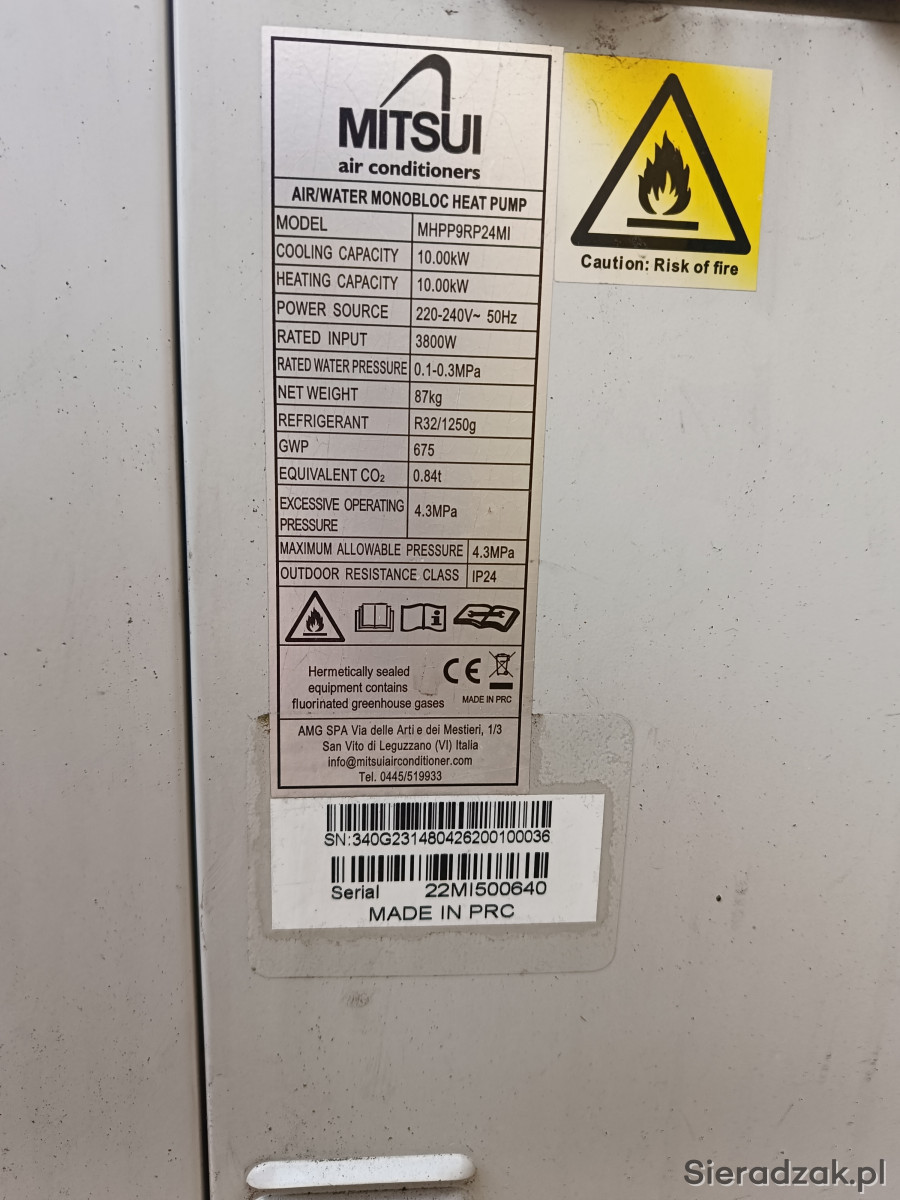 MITSUI
air conditioners
AIR/WATER MONOBLOC HEAT PUMP
MODEL MHPP9RP24MI
COOLING CAPACITY 10.00kW
HEATING CAPACITY 10.00kW
POWER SOURCE 220-240V~ 50Hz
RATED INPUT 3800W
RATED WATER PRESSURE 0.1-0.3MPa
NET WEIGHT 87kg
REFRIGERANT R32/1250g
GWP 675
EQUIVALENT CO₂ 0.84t
EXCESSIVE OPERATING
PRESSURE 4.3MPa
MAXIMUM ALLOWABLE PRESSURE 4.3MPa
OUTDOOR RESISTANCE CLASS IP24
Hermetically sealed
equipment contains
fluorinated greenhouse gases
CE
MADE IN PRC
AMG SPA Via delle Arti e dei Mestieri, 1/3
San Vito di Leguzzano (VI) Italia
info@mitsuiairconditioner.com
Tel. 0445/519933
SN:340G231480426200100036
Serial 22MI500640
MADE IN PRC
Caution: Risk of fire
Sieradzak.pl